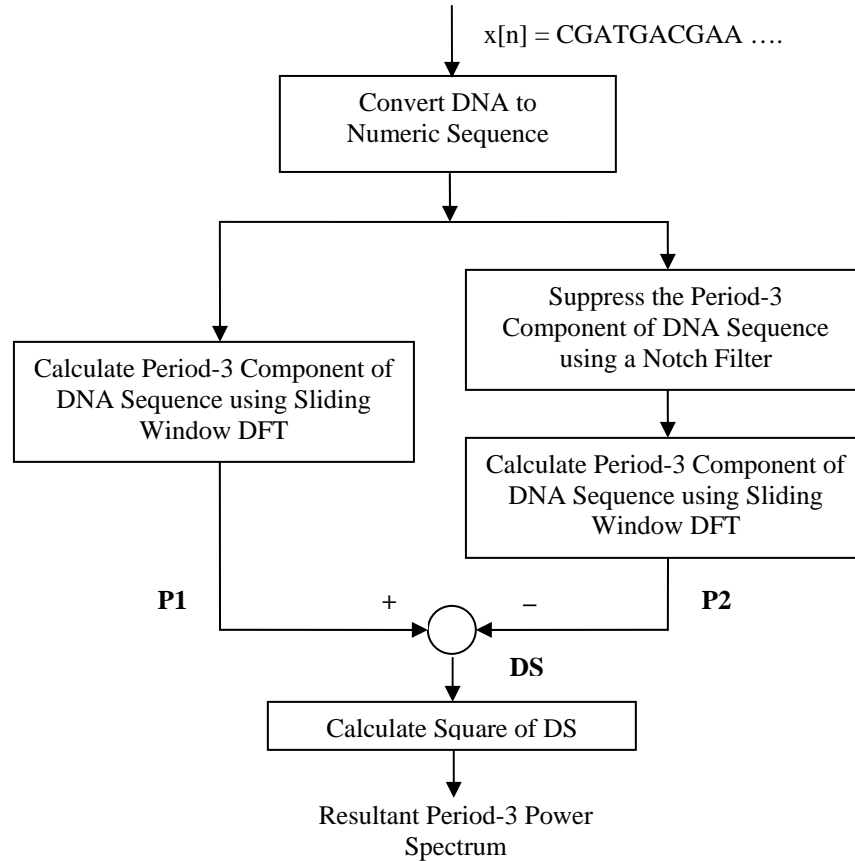 x[n] = CGATGACGAA ….
Convert DNA to
Numeric Sequence
Suppress the Period-3
Component of DNA Sequence
using a Notch Filter
Calculate Period-3 Component of
DNA Sequence using Sliding
Window DFT
Calculate Period-3 Component of
DNA Sequence using Sliding
Window DFT
P1
+
−
P2
DS
Calculate Square of DS
Resultant Period-3 Power
Spectrum